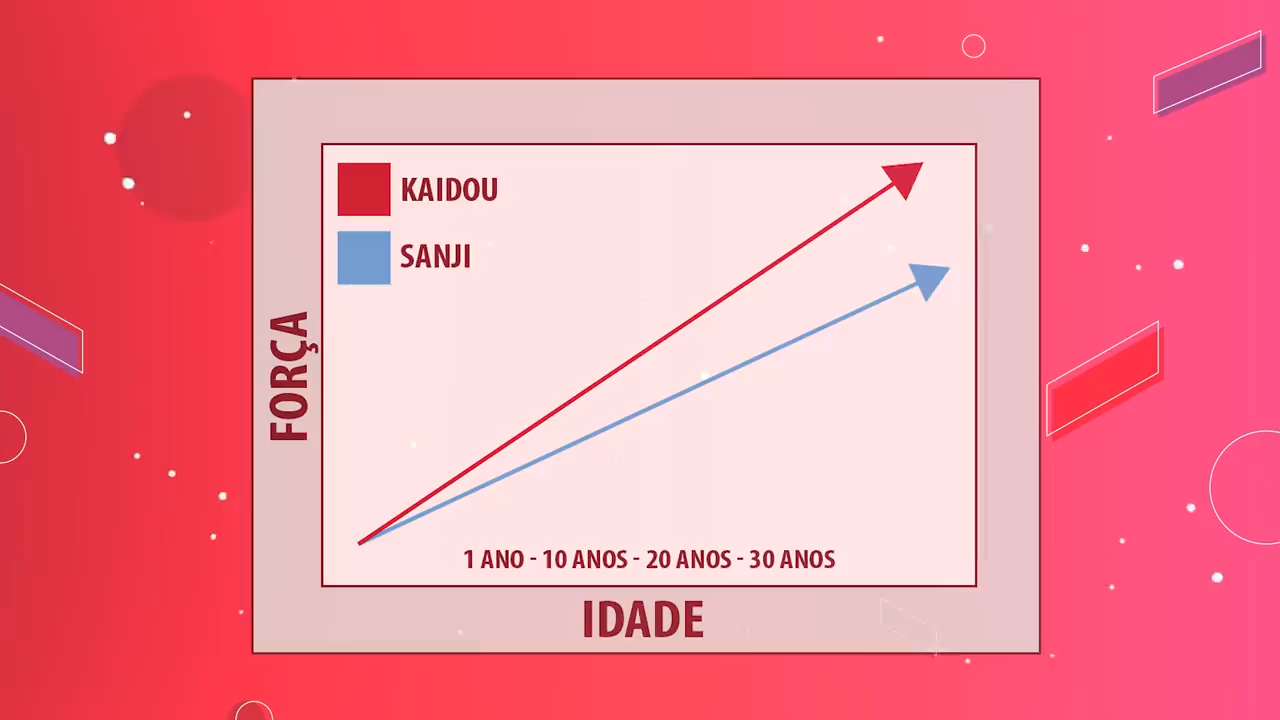 KAIDOU
SANJI
FORÇA
1 ANO - 10 ANOS - 20 ANOS - 30 ANOS
IDADE